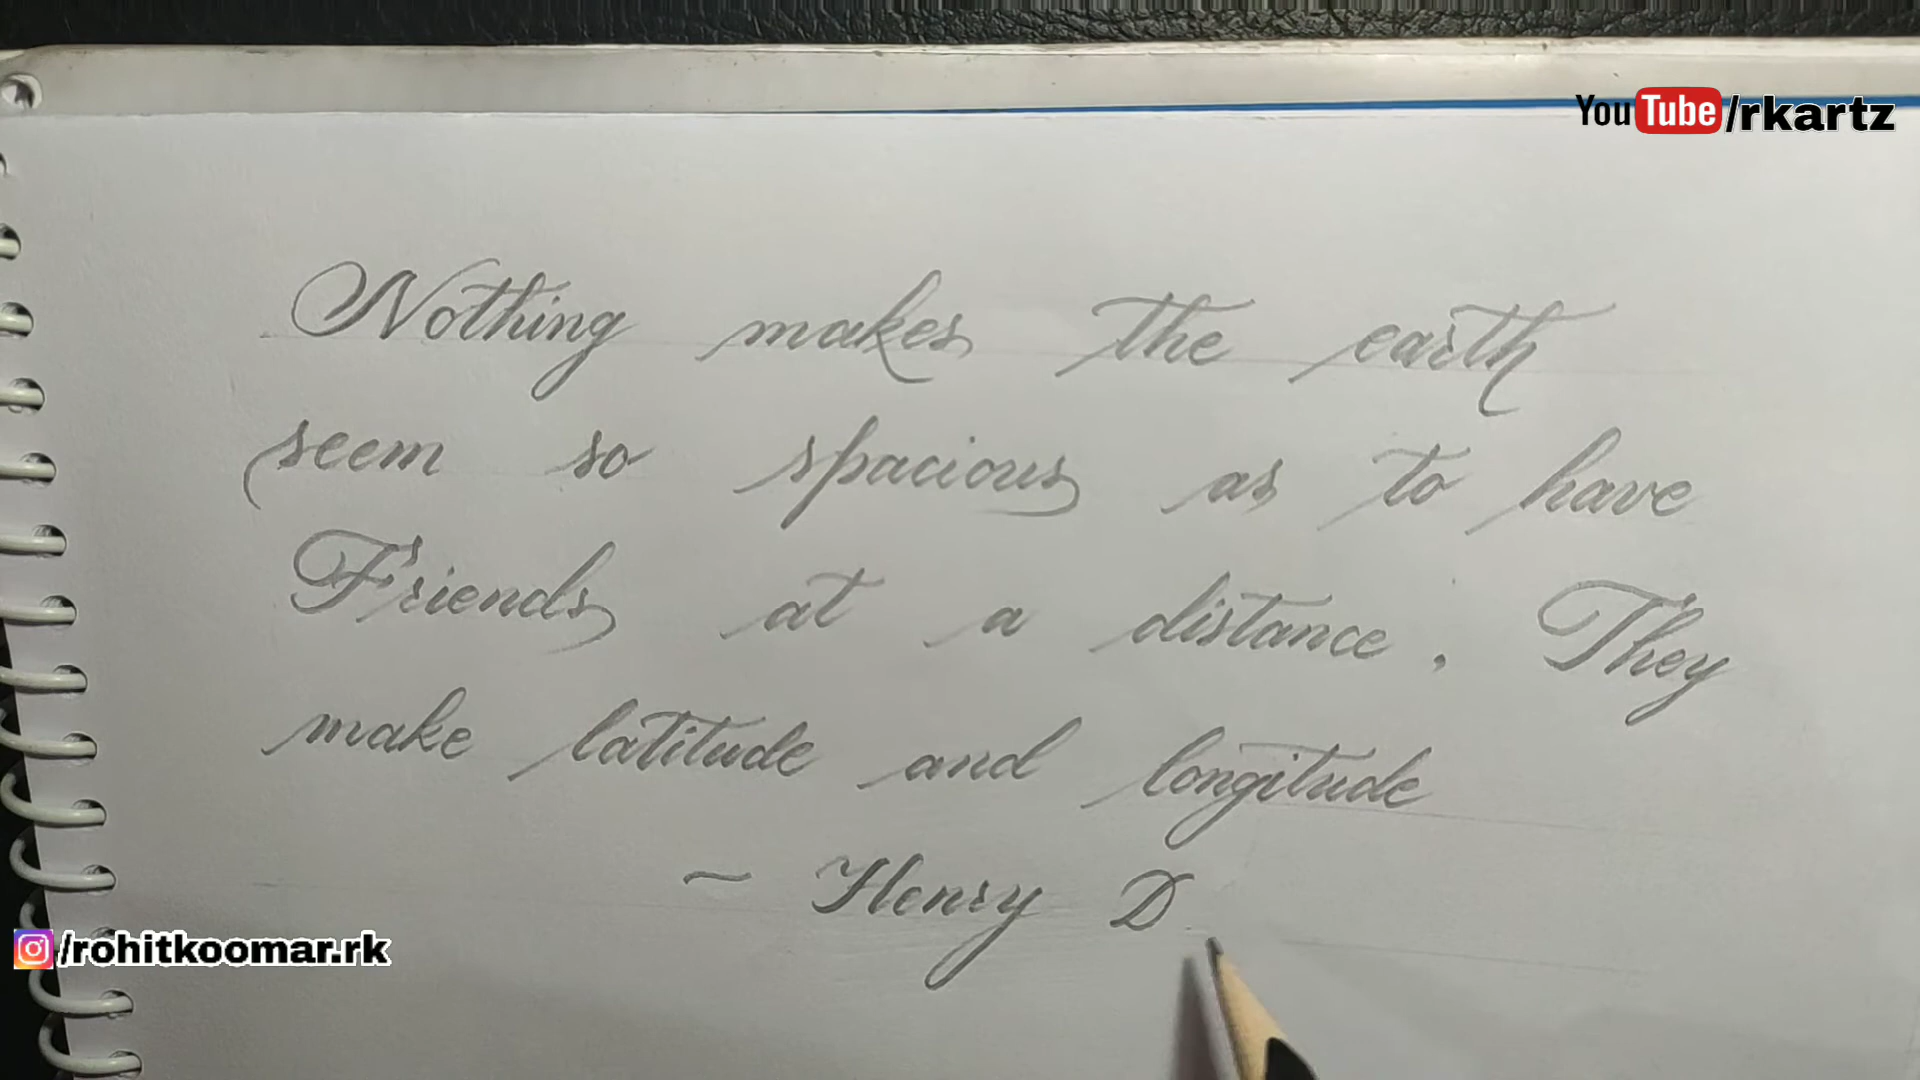 YouTube/rkartz
Nothing makes the earth
seem so spacious as to have
Friends at a distance. They
make latitude and longitude
~ Henry D
/rohitkoomar.rk